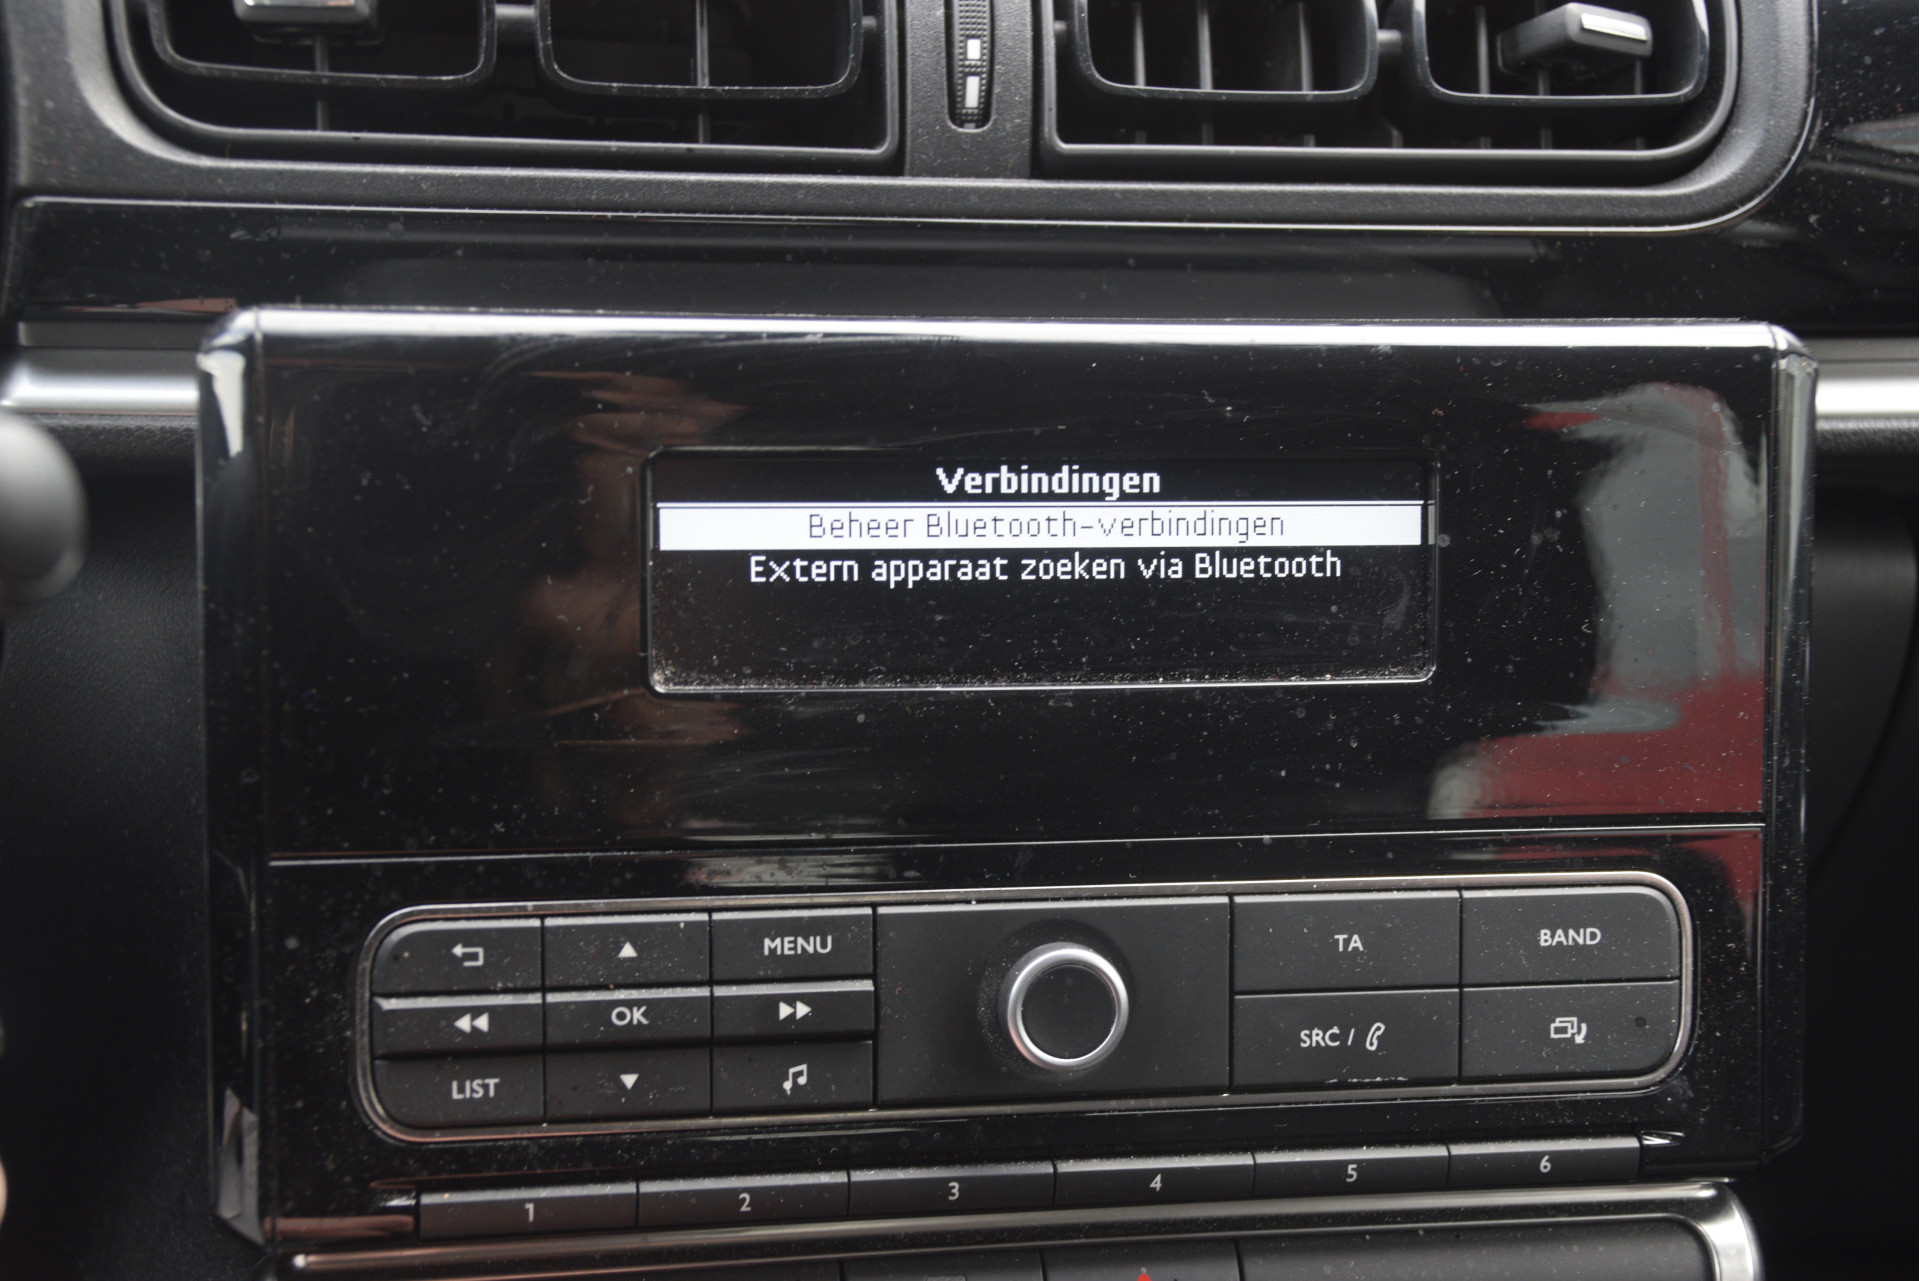 Verbindingen
Beheer Bluetooth-verbindingen
Extern apparaat zoeken via Bluetooth
MENU
TA
BAND
OK
SRC /
LIST
1
2
3
4
5
6